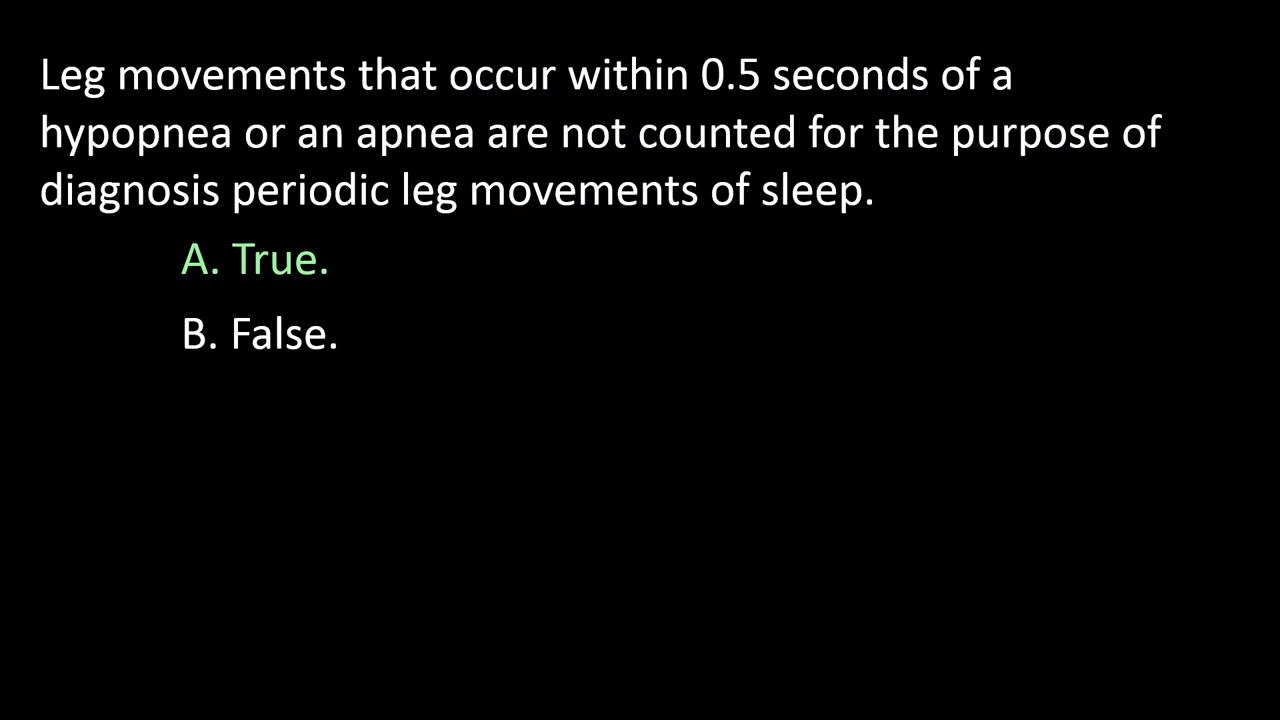 Leg movements that occur within 0.5 seconds of a
hypopnea or an apnea are not counted for the purpose of
diagnosis periodic leg movements of sleep.
A. True.
B. False.